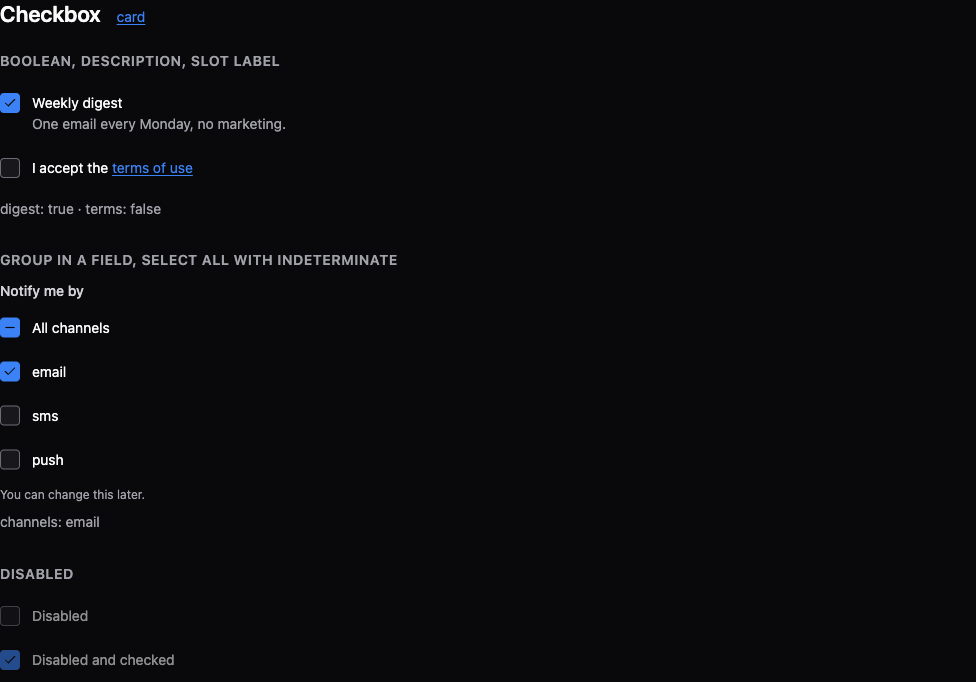 Checkbox card
BOOLEAN, DESCRIPTION, SLOT LABEL
Weekly digest
One email every Monday, no marketing.
I accept the terms of use
digest: true · terms: false
GROUP IN A FIELD, SELECT ALL WITH INDETERMINATE
Notify me by
All channels
email
sms
push
You can change this later.
channels: email
DISABLED
Disabled
Disabled and checked